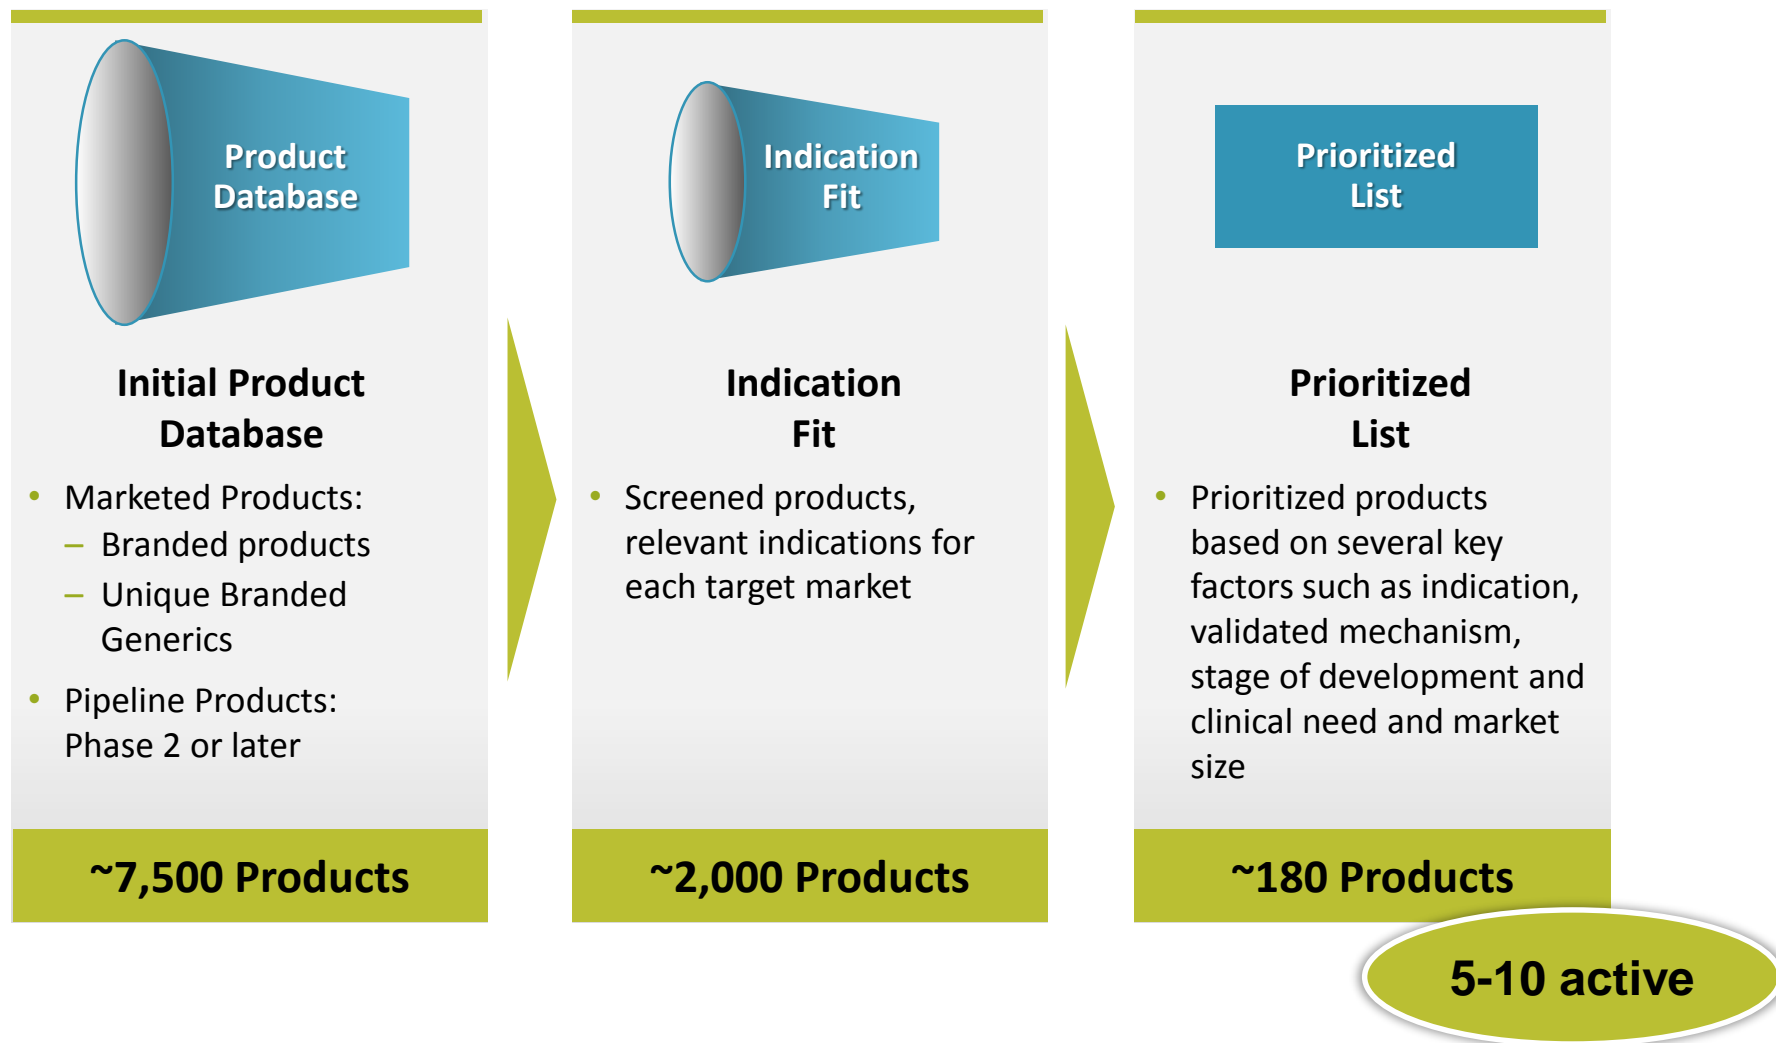 Product
Database
Initial Product
Database
• Marketed Products:
– Branded products
– Unique Branded
Generics
• Pipeline Products:
Phase 2 or later
~7,500 Products
Indication
Fit
Indication
Fit
• Screened products,
relevant indications for
each target market
~2,000 Products
Prioritized
List
Prioritized
List
• Prioritized products
based on several key
factors such as indication,
validated mechanism,
stage of development and
clinical need and market
size
~180 Products
5-10 active